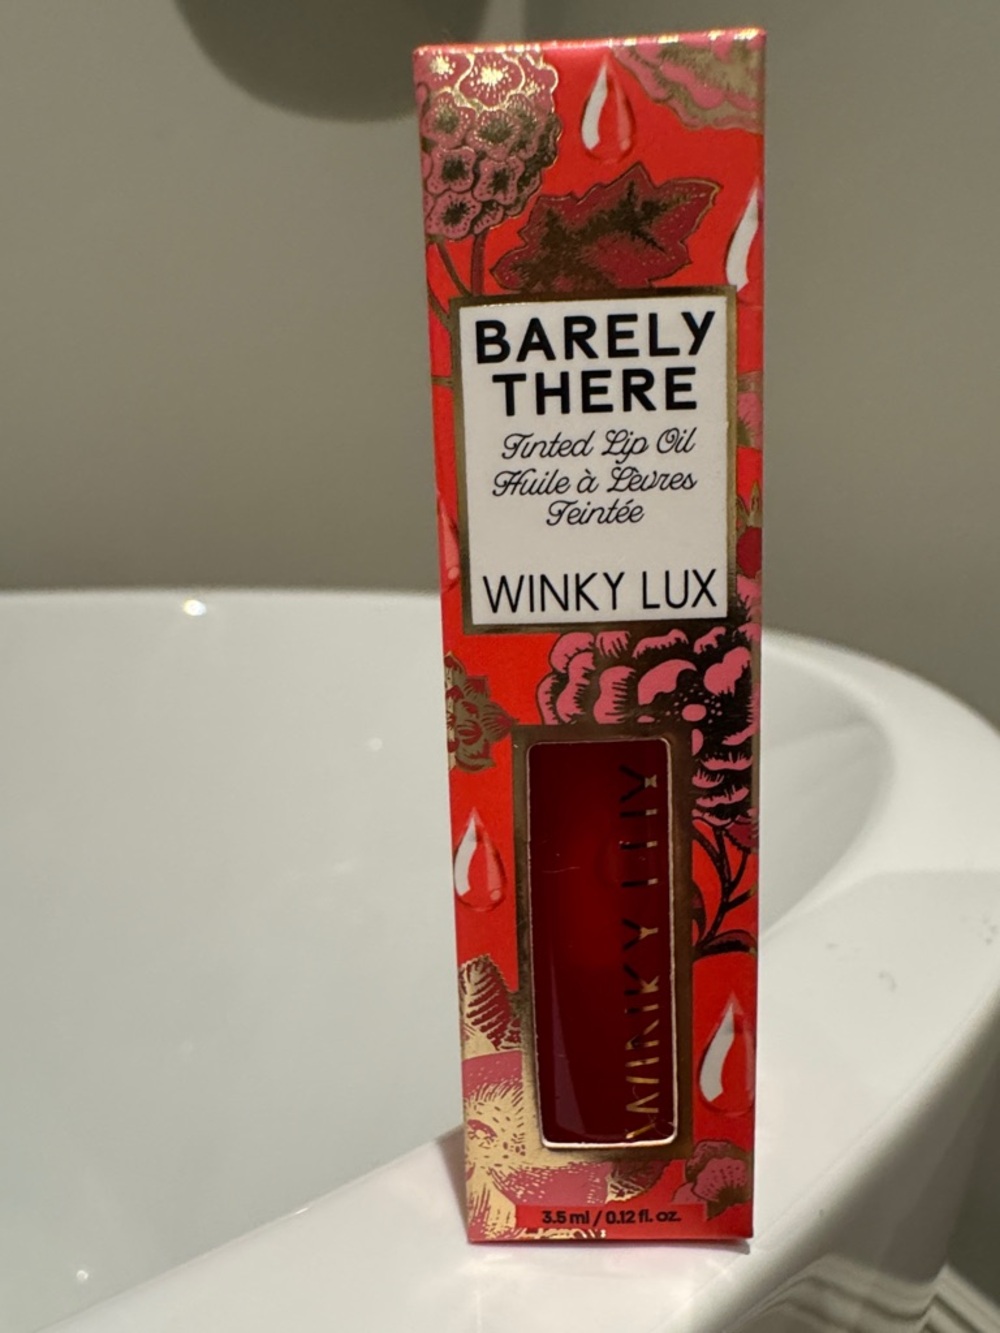 BARELY
THERE
Tinted Lip Oil
Huile à Lèvres
Teintée
WINKY LUX
WINKY LUX
3.5 ml / 0.12 fl. oz.